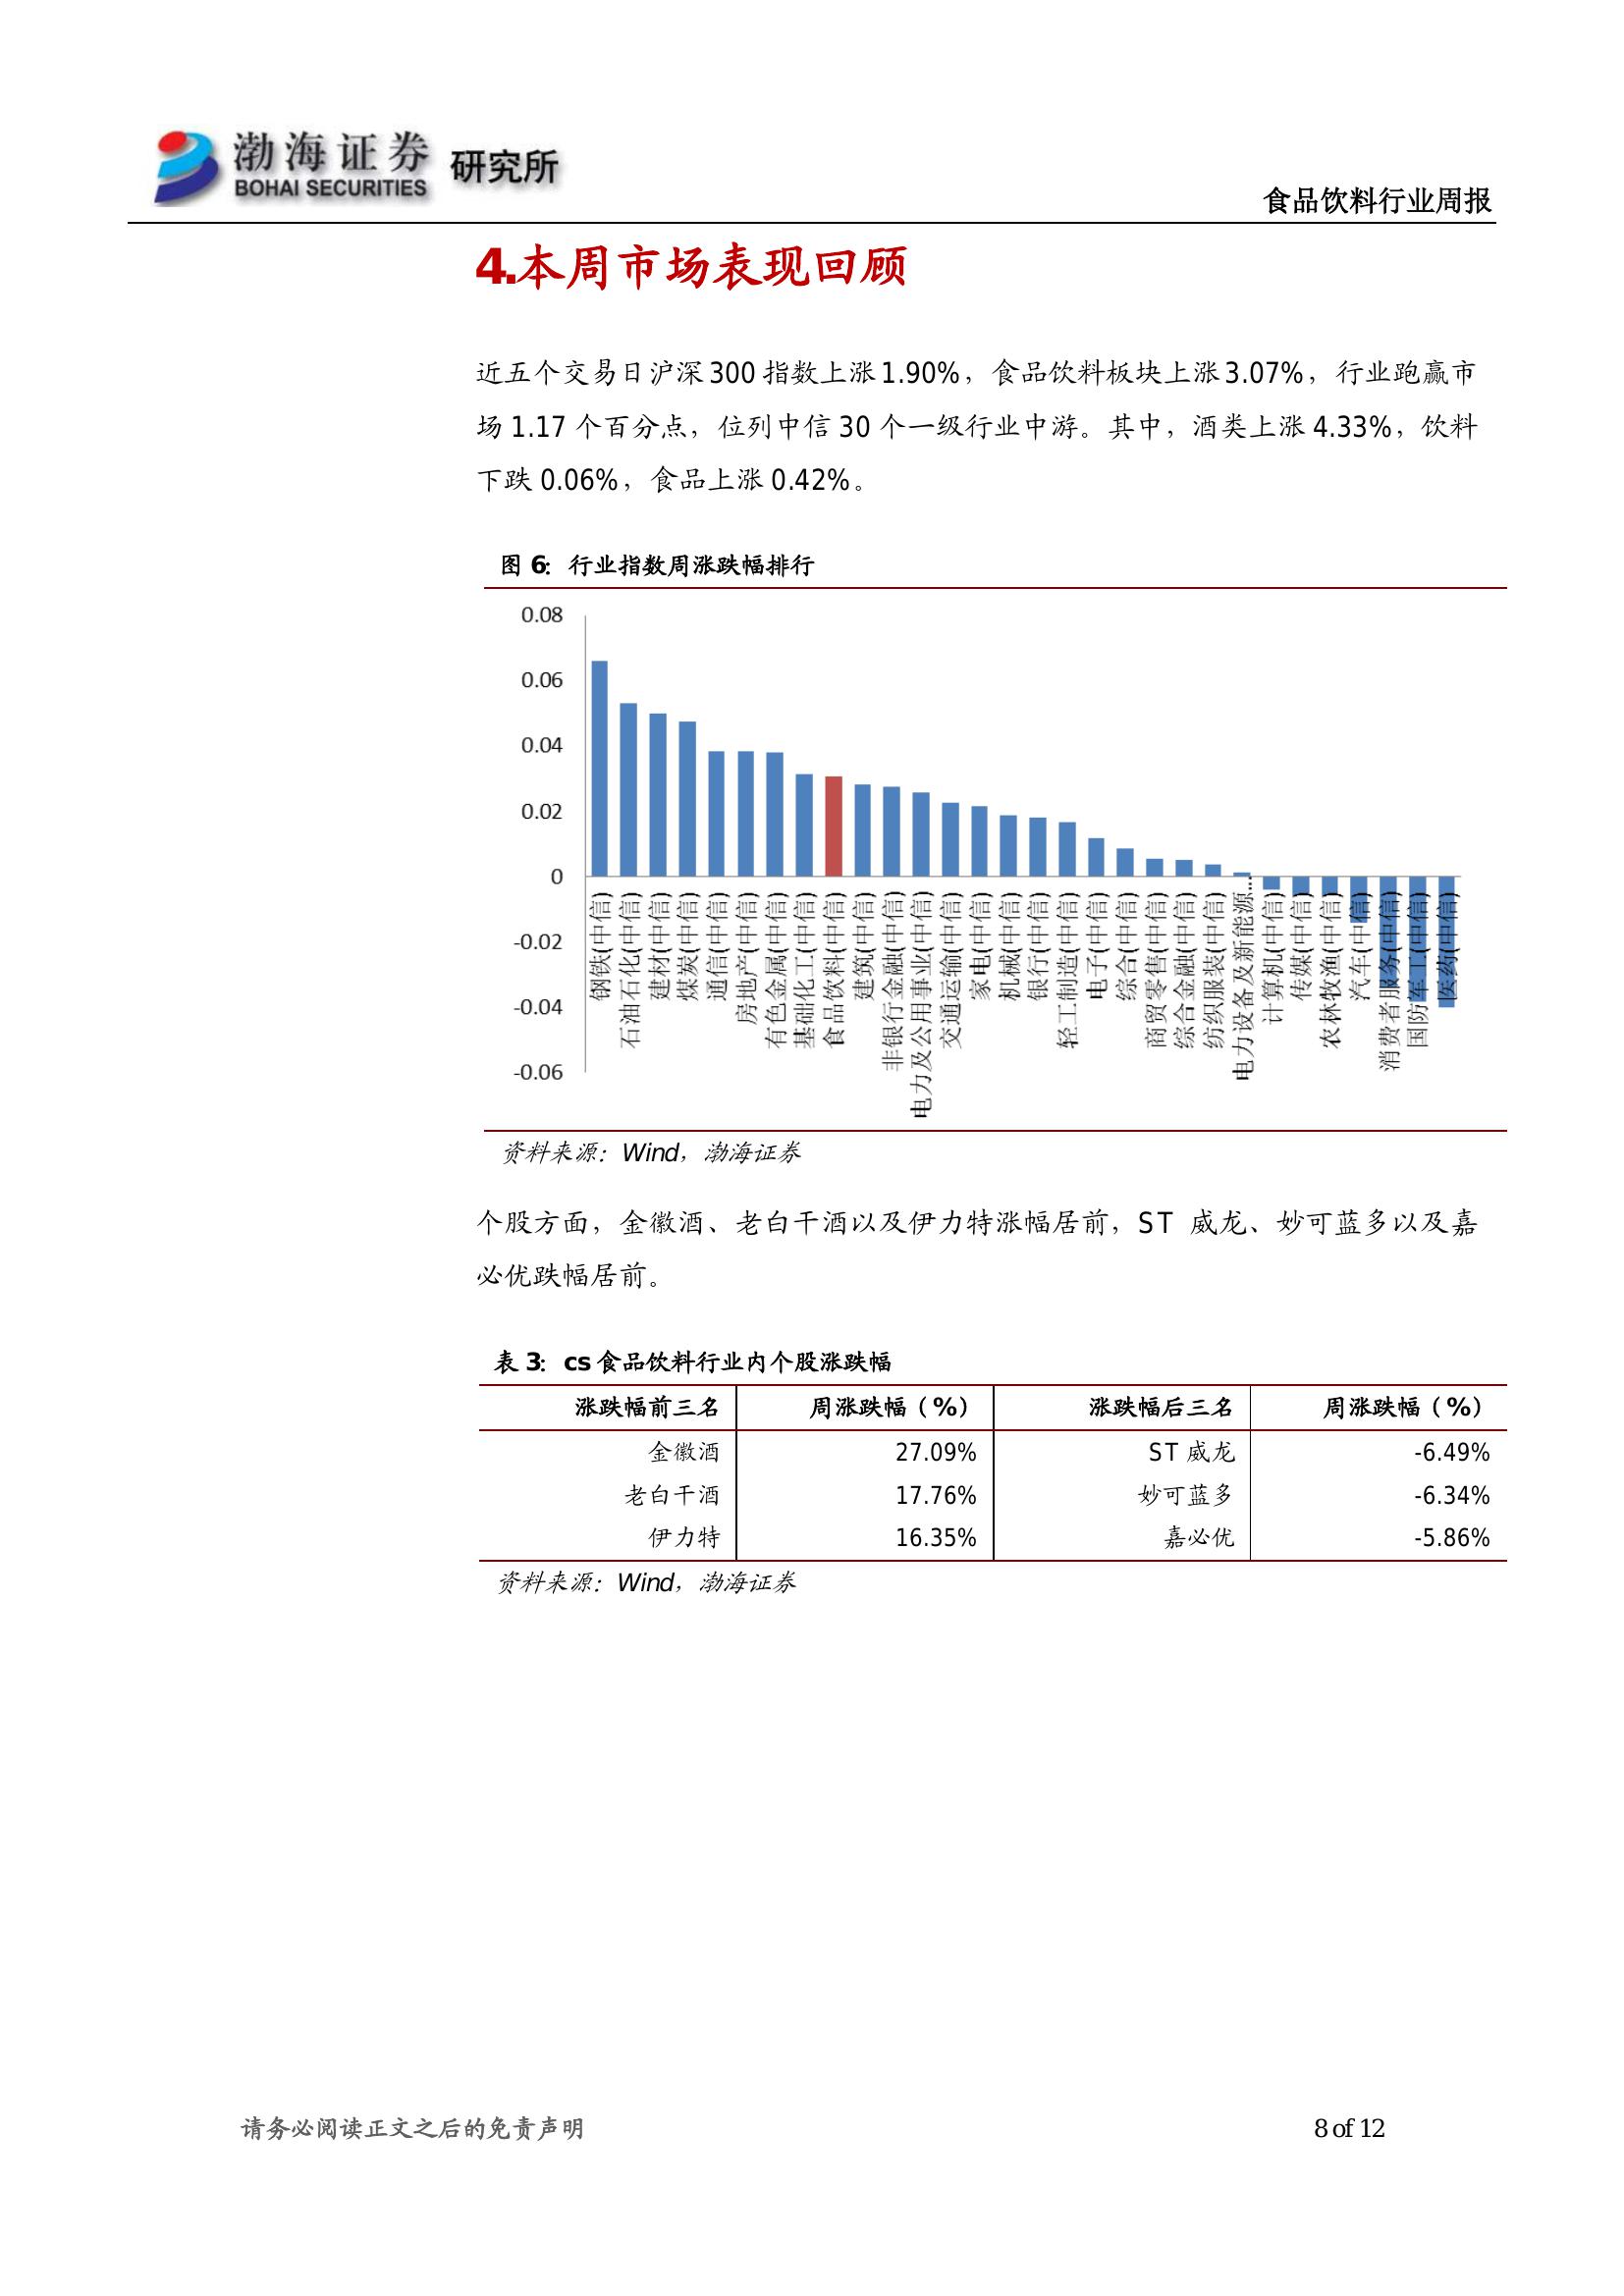 渤海证券 研究所
BOHAI SECURITIES
食品饮料行业周报
4.本周市场表现回顾
近五个交易日沪深 300 指数上涨 1.90%，食品饮料板块上涨 3.07%，行业跑赢市
场 1.17 个百分点，位列中信 30 个一级行业中游。其中，酒类上涨 4.33%，饮料
下跌 0.06%，食品上涨 0.42%。
图 6：行业指数周涨跌幅排行
0.08
0.06
0.04
0.02
0
-0.02
-0.04
-0.06
钢铁(中信)
石油石化(中信)
建材(中信)
煤炭(中信)
通信(中信)
房地产(中信)
有色金属(中信)
基础化工(中信)
食品饮料(中信)
建筑(中信)
非银行金融(中信)
电力及公用事业(中信)
交通运输(中信)
家电(中信)
机械(中信)
银行(中信)
轻工制造(中信)
电子(中信)
综合(中信)
商贸零售(中信)
综合金融(中信)
纺织服装(中信)
电力设备及新能源…
计算机(中信)
传媒(中信)
农林牧渔(中信)
汽车(中信)
消费者服务(中信)
国防军工(中信)
医药(中信)
资料来源：Wind，渤海证券
个股方面，金徽酒、老白干酒以及伊力特涨幅居前，ST 威龙、妙可蓝多以及嘉
必优跌幅居前。
表 3：cs 食品饮料行业内个股涨跌幅
涨跌幅前三名 周涨跌幅（%） 涨跌幅后三名 周涨跌幅（%）
金徽酒 27.09% ST 威龙 -6.49%
老白干酒 17.76% 妙可蓝多 -6.34%
伊力特 16.35% 嘉必优 -5.86%
资料来源：Wind，渤海证券
请务必阅读正文之后的免责声明 8 of 12